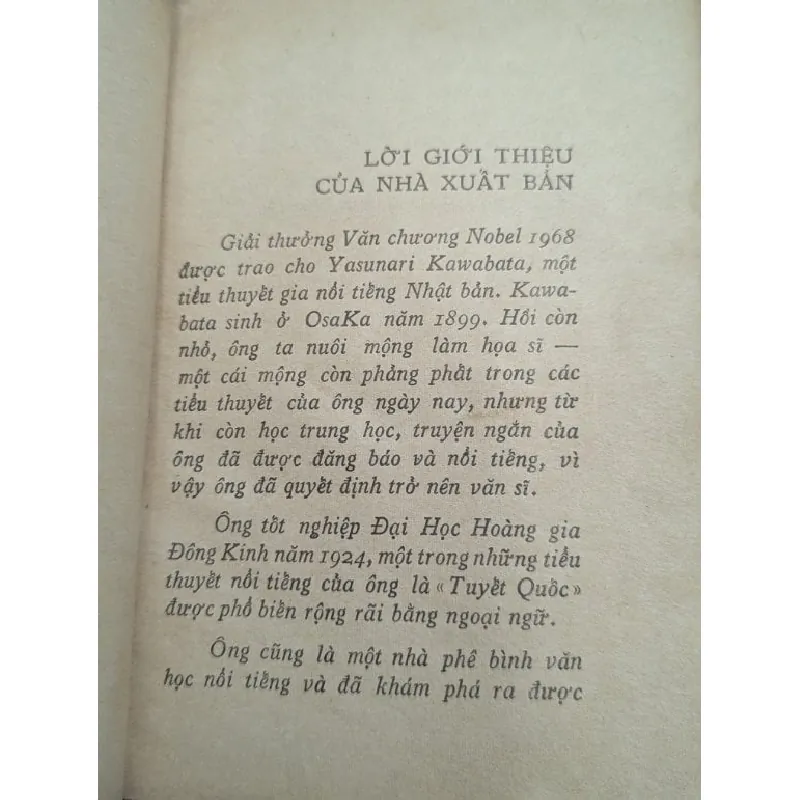 LỜI GIỚI THIỆU
CỦA NHÀ XUẤT BẢN
Giải thưởng Văn chương Nobel 1968
được trao cho Yasunari Kawabata, một
tiểu thuyết gia nổi tiếng Nhật bản. Kawa-
bata sinh ở OsaKa năm 1899. Hồi còn
nhỏ, ông ta nuôi mộng làm họa sĩ —
một cái mộng còn phảng phất trong các
tiểu thuyết của ông ngày nay, nhưng từ
khi còn học trung học, truyện ngắn của
ông đã được đăng báo và nổi tiếng, vì
vậy ông đã quyết định trở nên văn sĩ.
Ông tốt nghiệp Đại Học Hoàng gia
Đông Kinh năm 1924, một trong những tiểu
thuyết nổi tiếng của ông là «Tuyết Quốc»
được phổ biến rộng rãi bằng ngoại ngữ.
Ông cũng là một nhà phê bình văn
học nổi tiếng và đã khám phá ra được